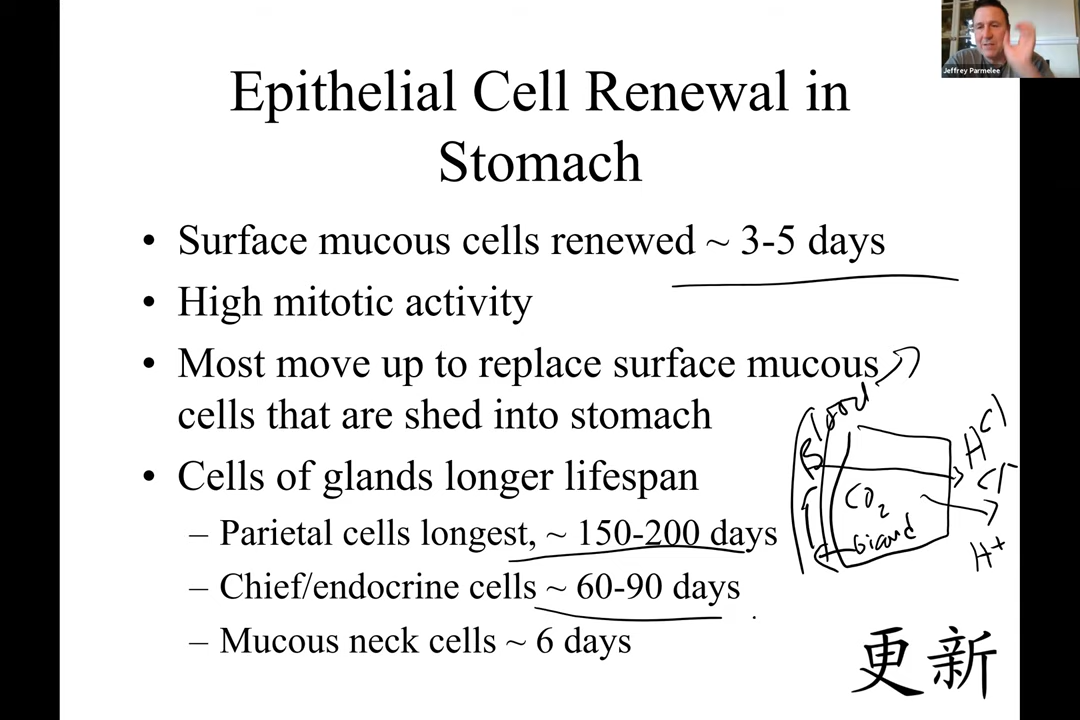 Jeffrey Parmelee
Epithelial Cell Renewal in
Stomach
• Surface mucous cells renewed ~ 3-5 days
• High mitotic activity
• Most move up to replace surface mucous
cells that are shed into stomach
• Cells of glands longer lifespan
– Parietal cells longest, ~ 150-200 days
– Chief/endocrine cells ~ 60-90 days
– Mucous neck cells ~ 6 days
Blood
HCl
Cl⁻
CO₂
H⁺
更新